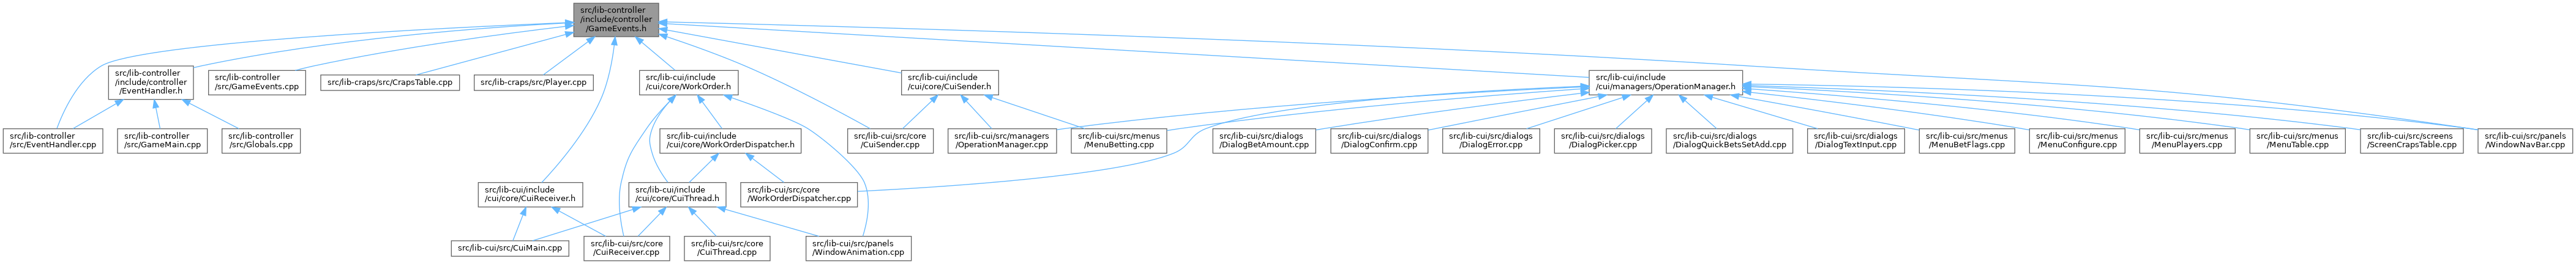 src/lib-controller
/include/controller
/GameEvents.h
src/lib-controller
/include/controller
/EventHandler.h
src/lib-controller
/src/GameEvents.cpp
src/lib-craps/src/CrapsTable.cpp
src/lib-craps/src/Player.cpp
src/lib-cui/include
/cui/core/WorkOrder.h
src/lib-cui/include
/cui/core/CuiSender.h
src/lib-cui/include
/cui/managers/OperationManager.h
src/lib-controller
/src/EventHandler.cpp
src/lib-controller
/src/GameMain.cpp
src/lib-controller
/src/Globals.cpp
src/lib-cui/include
/cui/core/WorkOrderDispatcher.h
src/lib-cui/src/core
/CuiSender.cpp
src/lib-cui/src/managers
/OperationManager.cpp
src/lib-cui/src/menus
/MenuBetting.cpp
src/lib-cui/src/dialogs
/DialogBetAmount.cpp
src/lib-cui/src/dialogs
/DialogConfirm.cpp
src/lib-cui/src/dialogs
/DialogError.cpp
src/lib-cui/src/dialogs
/DialogPicker.cpp
src/lib-cui/src/dialogs
/DialogQuickBetsSetAdd.cpp
src/lib-cui/src/dialogs
/DialogTextInput.cpp
src/lib-cui/src/menus
/MenuBetFlags.cpp
src/lib-cui/src/menus
/MenuConfigure.cpp
src/lib-cui/src/menus
/MenuPlayers.cpp
src/lib-cui/src/menus
/MenuTable.cpp
src/lib-cui/src/screens
/ScreenCrapsTable.cpp
src/lib-cui/src/panels
/WindowNavBar.cpp
src/lib-cui/include
/cui/core/CuiReceiver.h
src/lib-cui/include
/cui/core/CuiThread.h
src/lib-cui/src/core
/WorkOrderDispatcher.cpp
src/lib-cui/src/CuiMain.cpp
src/lib-cui/src/core
/CuiReceiver.cpp
src/lib-cui/src/core
/CuiThread.cpp
src/lib-cui/src/panels
/WindowAnimation.cpp